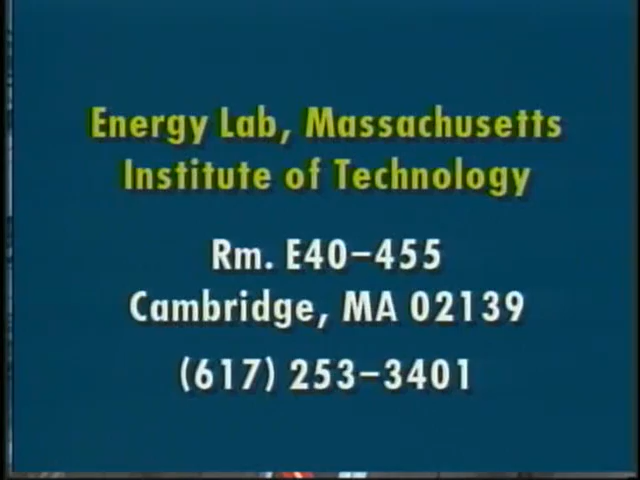 Energy Lab, Massachusetts
Institute of Technology
Rm. E40-455
Cambridge, MA 02139
(617) 253-3401